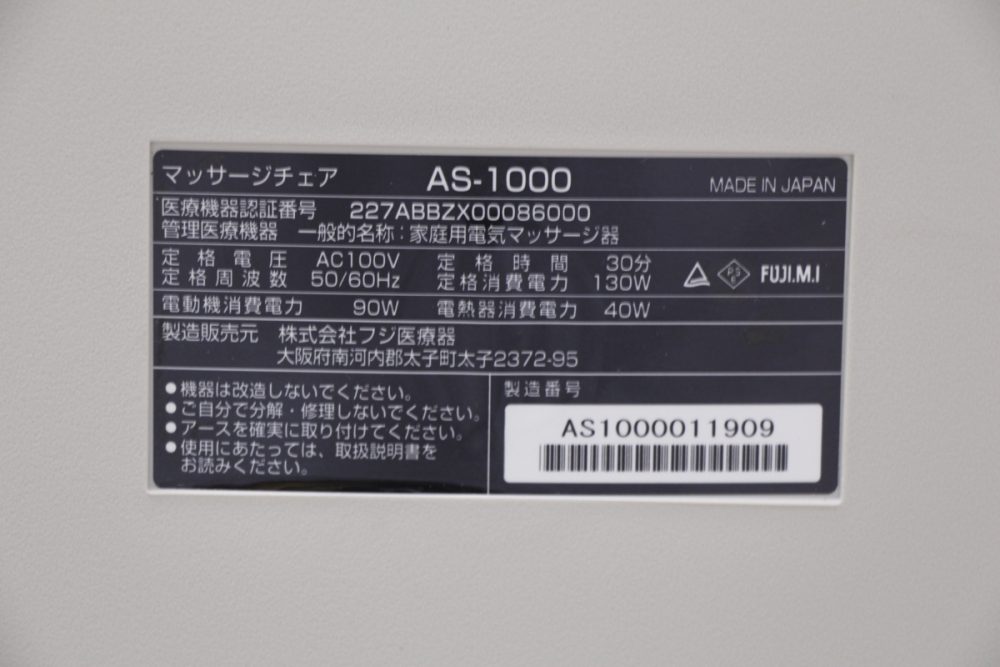 マッサージチェア AS-1000 MADE IN JAPAN
医療機器認証番号 227ABBZX00086000
管理医療機器 一般的名称：家庭用電気マッサージ器
定格電圧 AC100V 定格時間 30分
定格周波数 50/60Hz 定格消費電力 130W
PSE FUJI.M.I
電動機消費電力 90W 電熱器消費電力 40W
製造販売元 株式会社フジ医療器
大阪府南河内郡太子町太子2372-95
●機器は改造しないでください。
●ご自分で分解・修理しないでください。
●アースを確実に取り付けてください。
●使用にあたっては、取扱説明書を
お読みください。
製造番号
AS1000011909